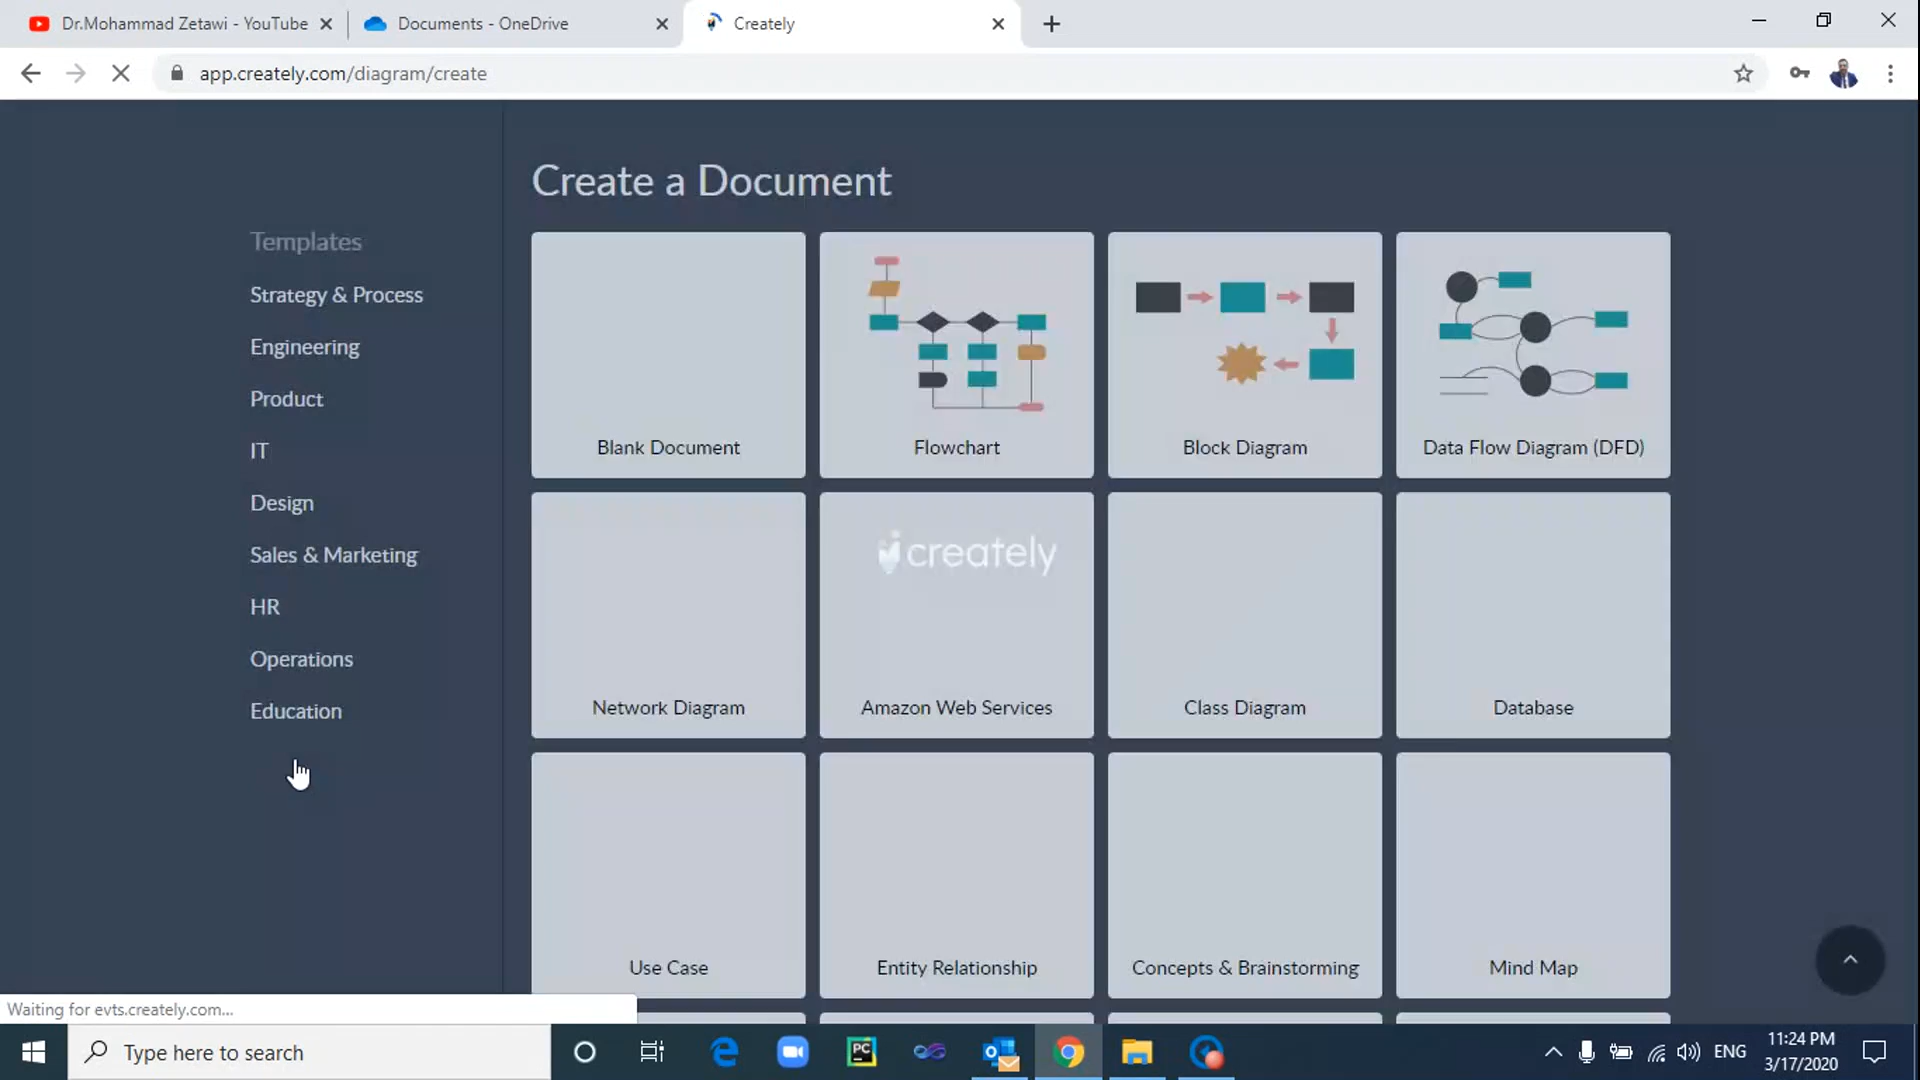 Dr.Mohammad Zetawi - YouTube
Documents - OneDrive
Creately
app.creately.com/diagram/create
Create a Document
Templates
Strategy & Process
Engineering
Product
IT
Design
Sales & Marketing
HR
Operations
Education
Blank Document
Flowchart
Block Diagram
Data Flow Diagram (DFD)
creately
Network Diagram
Amazon Web Services
Class Diagram
Database
Use Case
Entity Relationship
Concepts & Brainstorming
Mind Map
Waiting for evts.creately.com...
Type here to search
PC
ENG
11:24 PM
3/17/2020